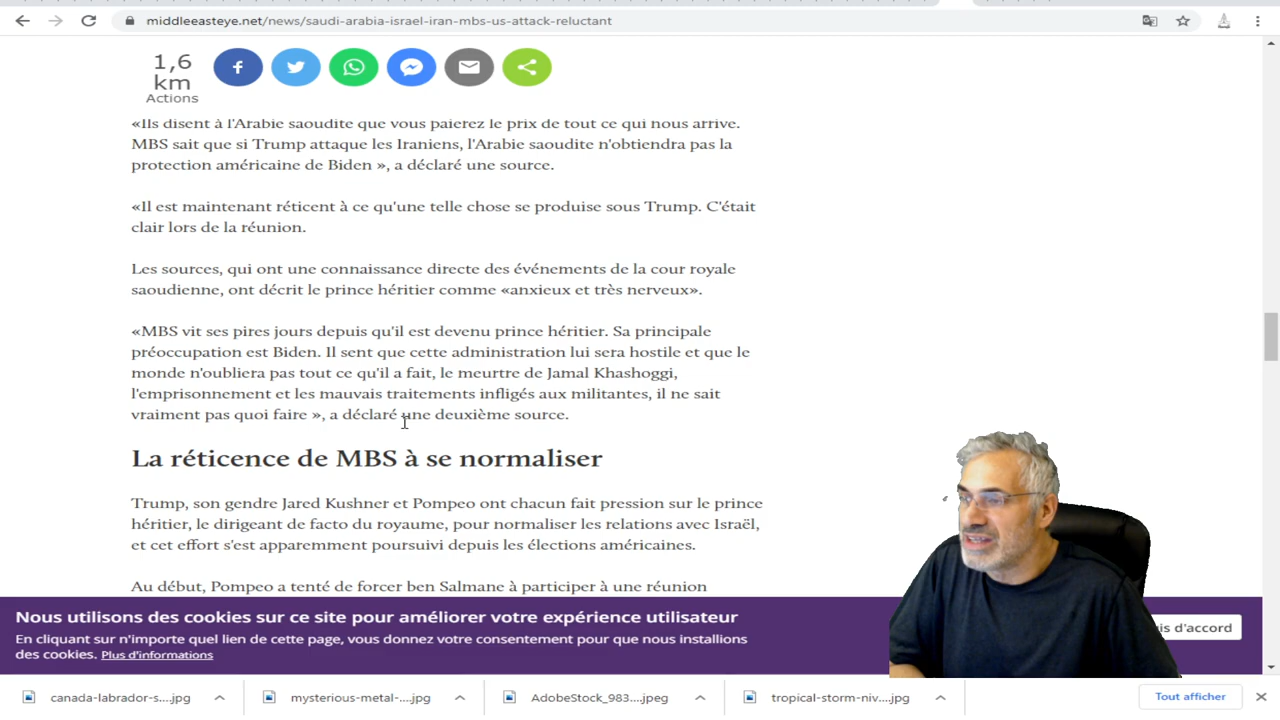 middleeasteye.net/news/saudi-arabia-israel-iran-mbs-us-attack-reluctant
1,6
km
Actions
«Ils disent à l'Arabie saoudite que vous paierez le prix de tout ce qui nous arrive.
MBS sait que si Trump attaque les Iraniens, l'Arabie saoudite n'obtiendra pas la
protection américaine de Biden », a déclaré une source.
«Il est maintenant réticent à ce qu'une telle chose se produise sous Trump. C'était
clair lors de la réunion.
Les sources, qui ont une connaissance directe des événements de la cour royale
saoudienne, ont décrit le prince héritier comme «anxieux et très nerveux».
«MBS vit ses pires jours depuis qu'il est devenu prince héritier. Sa principale
préoccupation est Biden. Il sent que cette administration lui sera hostile et que le
monde n'oubliera pas tout ce qu'il a fait, le meurtre de Jamal Khashoggi,
l'emprisonnement et les mauvais traitements infligés aux militantes, il ne sait
vraiment pas quoi faire », a déclaré une deuxième source.
La réticence de MBS à se normaliser
Trump, son gendre Jared Kushner et Pompeo ont chacun fait pression sur le prince
héritier, le dirigeant de facto du royaume, pour normaliser les relations avec Israël,
et cet effort s'est apparemment poursuivi depuis les élections américaines.
Au début, Pompeo a tenté de forcer ben Salmane à participer à une réunion
Nous utilisons des cookies sur ce site pour améliorer votre expérience utilisateur
En cliquant sur n'importe quel lien de cette page, vous donnez votre consentement pour que nous installions
des cookies. Plus d'informations
d'accord
canada-labrador-s....jpg
mysterious-metal-....jpg
AdobeStock_983....jpeg
tropical-storm-niv....jpg
Tout afficher